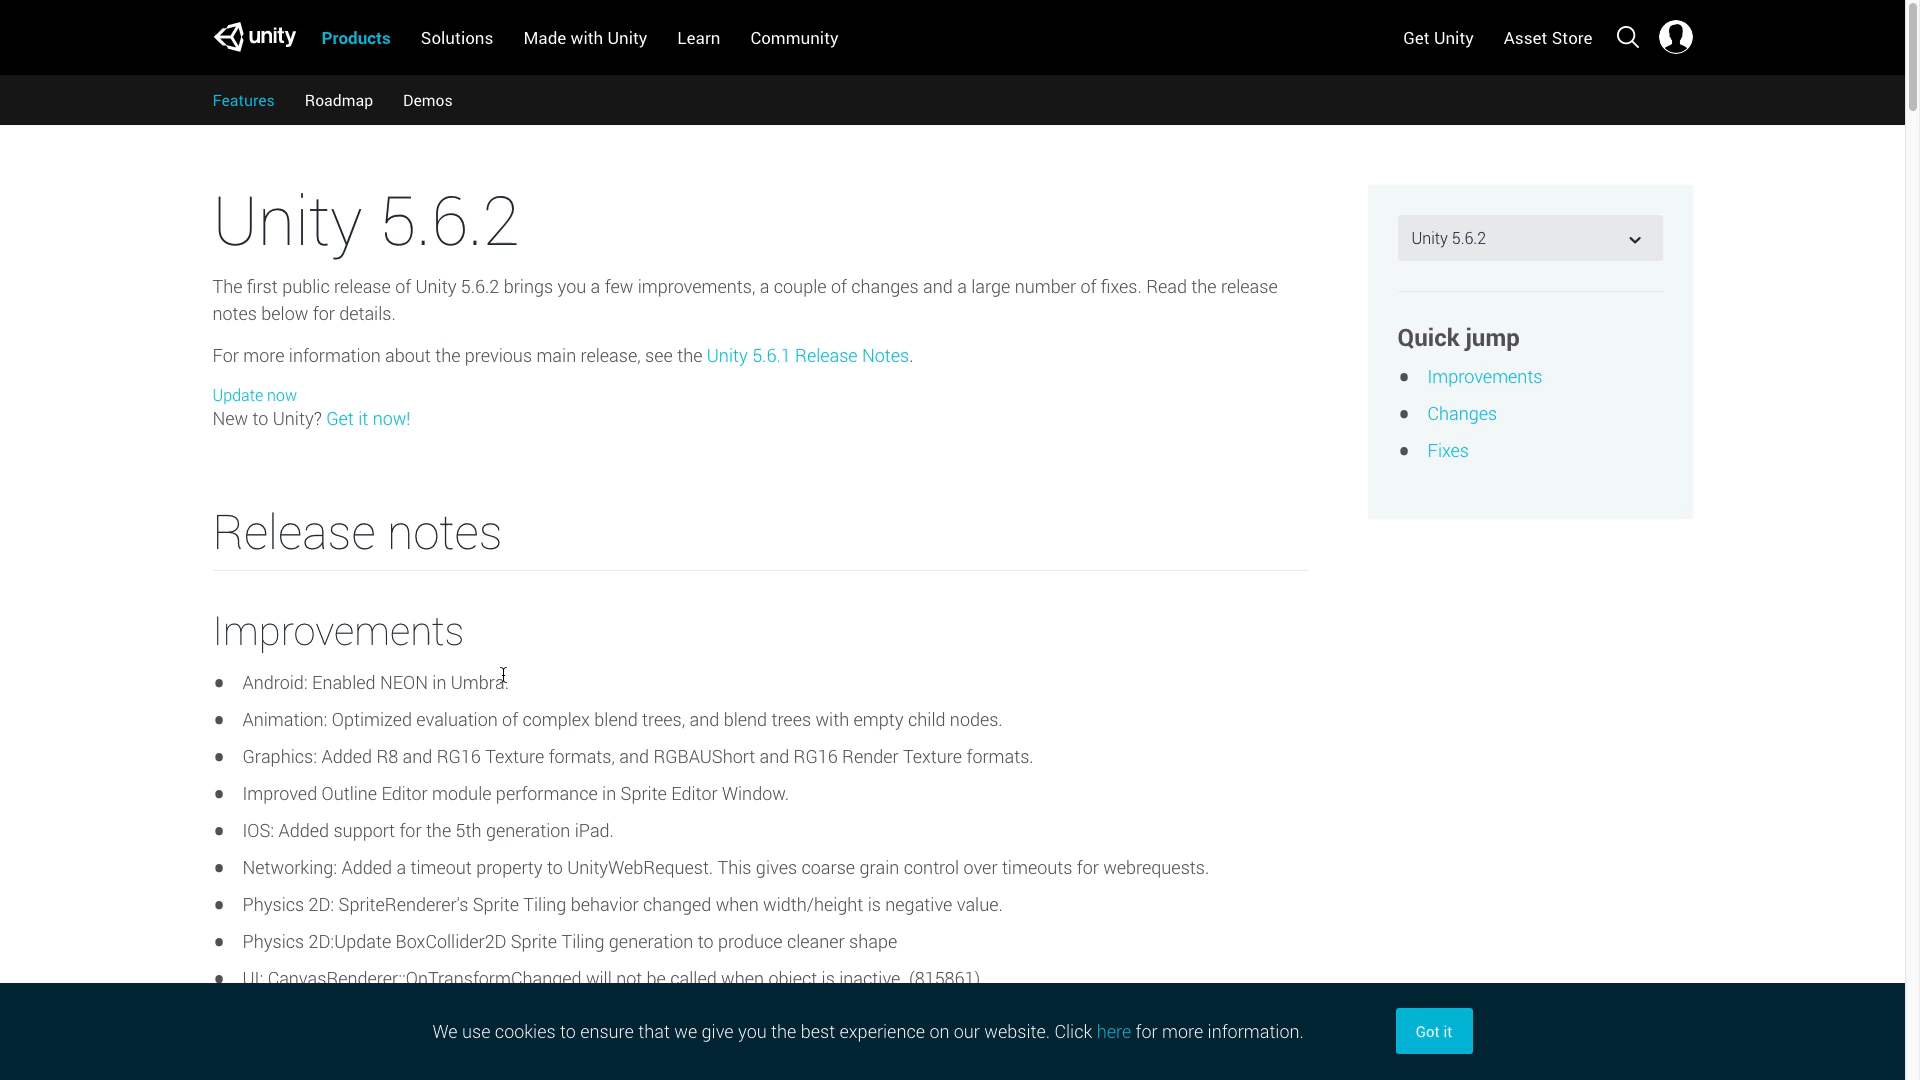 unity Products Solutions Made with Unity Learn Community Get Unity Asset Store
Features Roadmap Demos
Unity 5.6.2
The first public release of Unity 5.6.2 brings you a few improvements, a couple of changes and a large number of fixes. Read the release
notes below for details.
For more information about the previous main release, see the Unity 5.6.1 Release Notes.
Update now
New to Unity? Get it now!
Unity 5.6.2
Quick jump
Improvements
Changes
Fixes
Release notes
Improvements
Android: Enabled NEON in Umbra.
Animation: Optimized evaluation of complex blend trees, and blend trees with empty child nodes.
Graphics: Added R8 and RG16 Texture formats, and RGBAUShort and RG16 Render Texture formats.
Improved Outline Editor module performance in Sprite Editor Window.
IOS: Added support for the 5th generation iPad.
Networking: Added a timeout property to UnityWebRequest. This gives coarse grain control over timeouts for webrequests.
Physics 2D: SpriteRenderer's Sprite Tiling behavior changed when width/height is negative value.
Physics 2D:Update BoxCollider2D Sprite Tiling generation to produce cleaner shape
UI: CanvasRenderer::OnTransformChanged will not be called when object is inactive. (815861)
We use cookies to ensure that we give you the best experience on our website. Click here for more information.
Got it